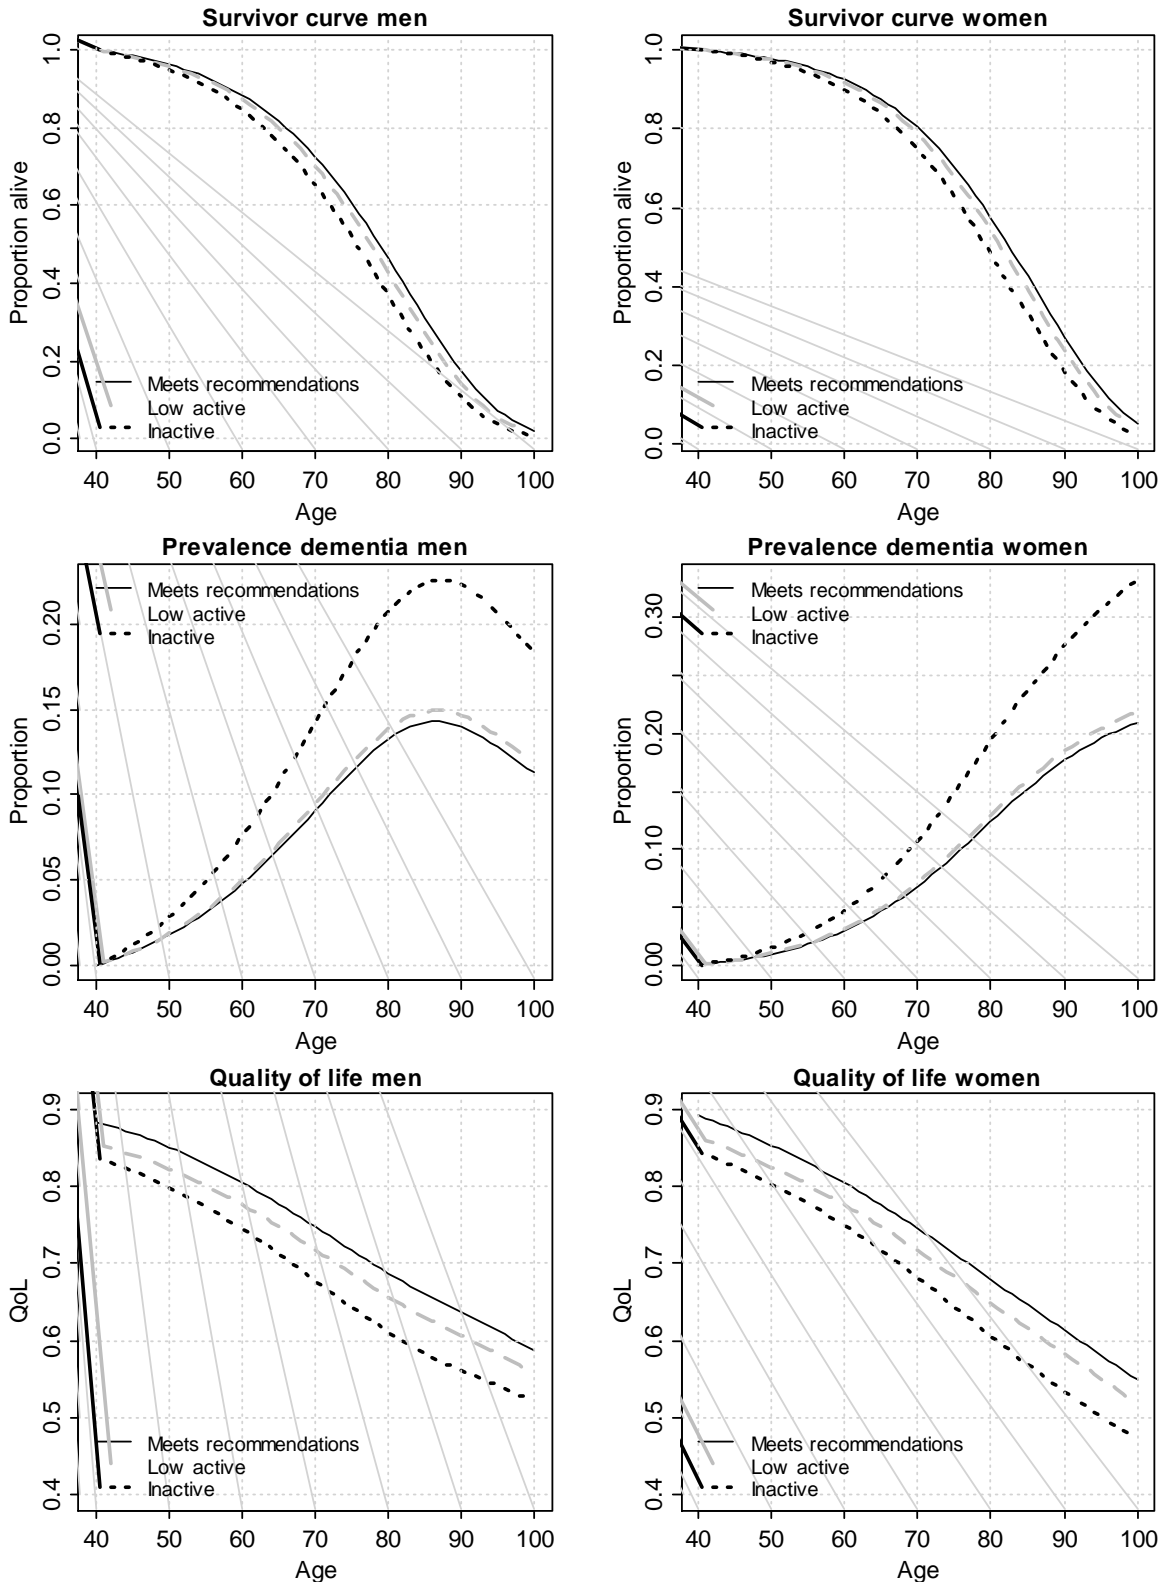 Survivor curve men
Proportion alive
1.0
0.8
0.6
0.4
0.2
0.0
Meets recommendations
Low active
Inactive
40 50 60 70 80 90 100
Age
Survivor curve women
Proportion alive
1.0
0.8
0.6
0.4
0.2
0.0
Meets recommendations
Low active
Inactive
40 50 60 70 80 90 100
Age
Prevalence dementia men
Proportion
0.20
0.15
0.10
0.05
0.00
Meets recommendations
Low active
Inactive
40 50 60 70 80 90 100
Age
Prevalence dementia women
Proportion
0.30
0.20
0.10
0.00
Meets recommendations
Low active
Inactive
40 50 60 70 80 90 100
Age
Quality of life men
QoL
0.9
0.8
0.7
0.6
0.5
0.4
Meets recommendations
Low active
Inactive
40 50 60 70 80 90 100
Age
Quality of life women
QoL
0.9
0.8
0.7
0.6
0.5
0.4
Meets recommendations
Low active
Inactive
40 50 60 70 80 90 100
Age